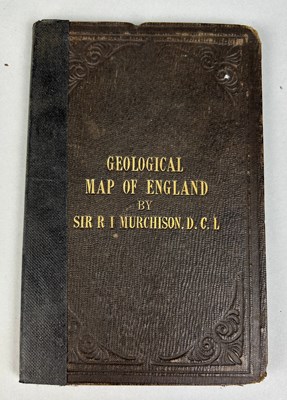 GEOLOGICAL
MAP OF ENGLAND
BY
SIR R I MURCHISON, D. C. L